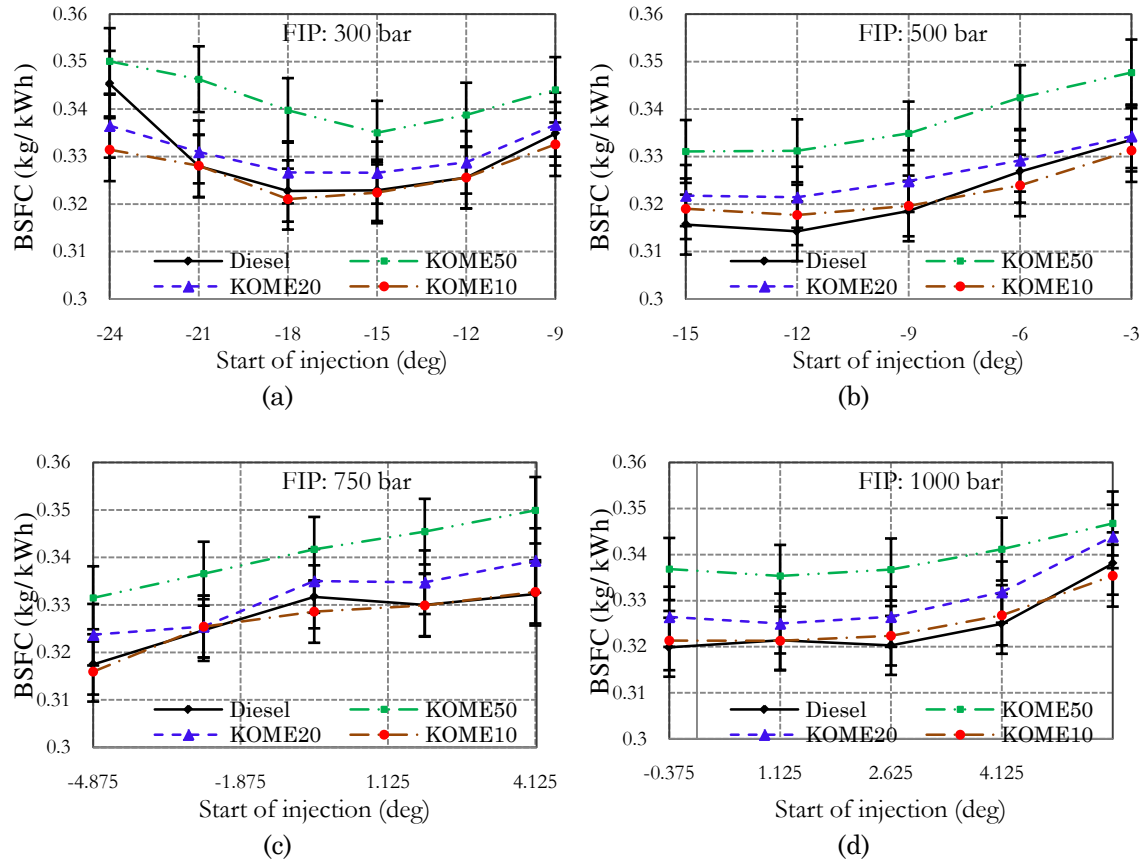 (a)
0.36
FIP: 300 bar
0.35
0.34
0.33
0.32
0.31
0.3
BSFC (kg/ kWh)
Diesel
KOME50
KOME20
KOME10
-24
-21
-18
-15
-12
-9
Start of injection (deg)
(a)
0.36
FIP: 500 bar
0.35
0.34
0.33
0.32
0.31
0.3
BSFC (kg/ kWh)
Diesel
KOME50
KOME20
KOME10
-15
-12
-9
-6
-3
Start of injection (deg)
(b)
0.36
FIP: 750 bar
0.35
0.34
0.33
0.32
0.31
0.3
BSFC (kg/ kWh)
Diesel
KOME50
KOME20
KOME10
-4.875
-1.875
1.125
4.125
Start of injection (deg)
(c)
0.36
FIP: 1000 bar
0.35
0.34
0.33
0.32
0.31
0.3
BSFC (kg/ kWh)
Diesel
KOME50
KOME20
KOME10
-0.375
1.125
2.625
4.125
Start of injection (deg)
(d)